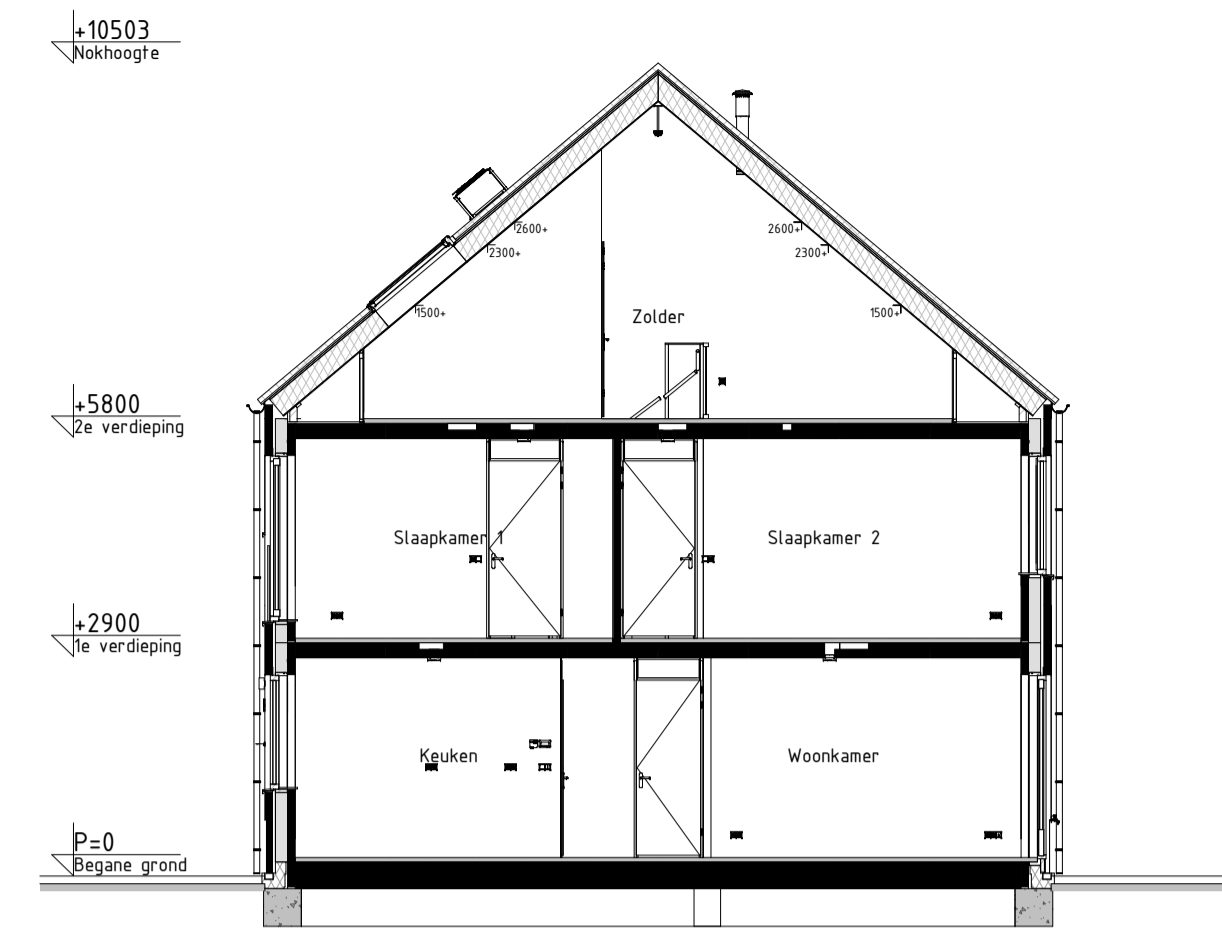 +10503
Nokhoogte
2600+
2600+
2300+
2300+
1500+
1500+
Zolder
+5800
2e verdieping
Slaapkamer 1
Slaapkamer 2
+2900
1e verdieping
Keuken
Woonkamer
P=0
Begane grond